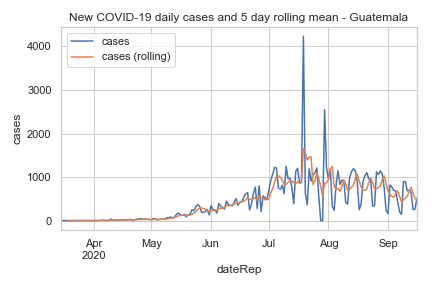 New COVID-19 daily cases and 5 day rolling mean - Guatemala
cases
cases (rolling)
4000
3000
2000
1000
0
cases
Apr
2020
May
Jun
Jul
Aug
Sep
dateRep